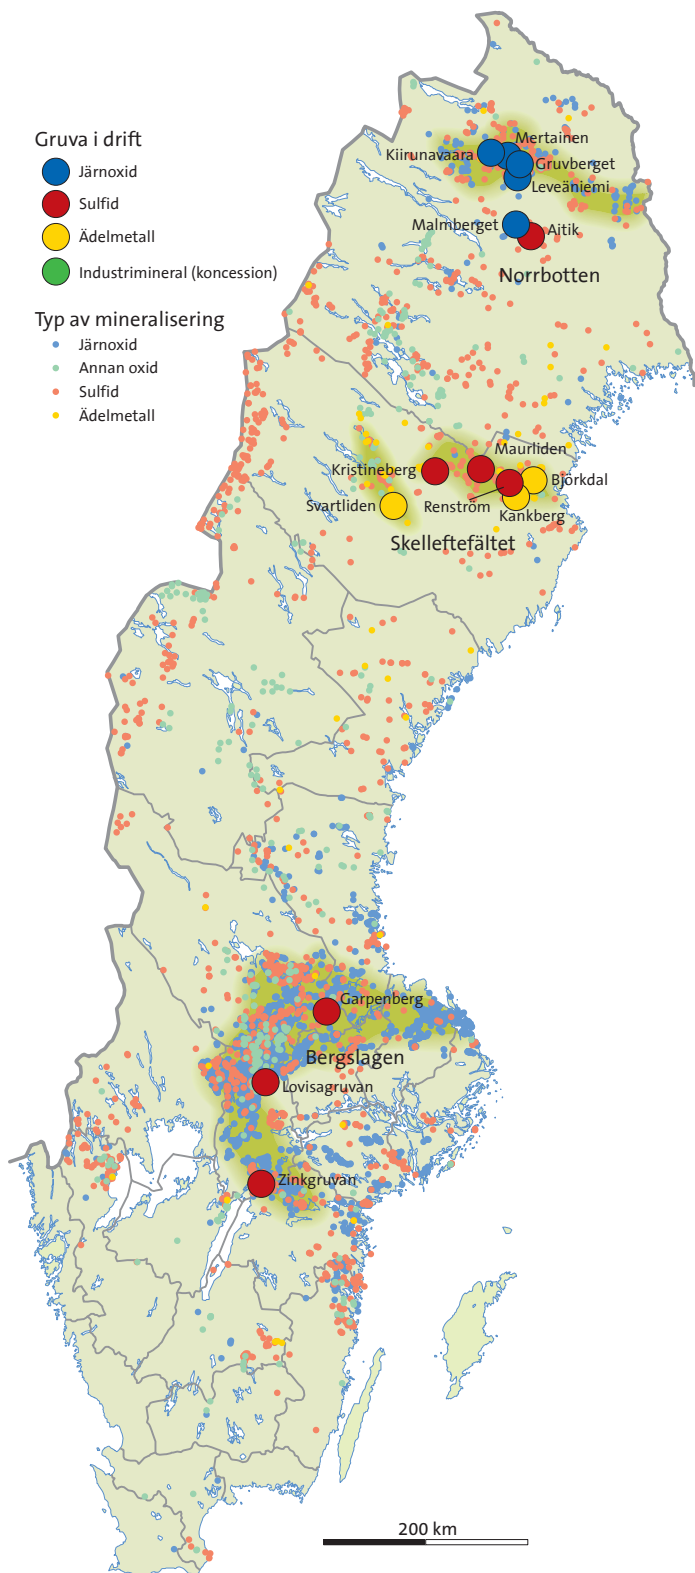 Gruva i drift
Järnoxid
Sulfid
Ädelmetall
Industrimineral (koncession)
Typ av mineralisering
Järnoxid
Annan oxid
Sulfid
Ädelmetall
Mertainen
Kiirunavaara
Gruvberget
Leveäniemi
Malmberget
Aitik
Norrbotten
Maurliden
Kristineberg
Björkdal
Svartliden
Renström
Kankberg
Skelleftefältet
Garpenberg
Bergslagen
Lovisagruvan
Zinkgruvan
200 km